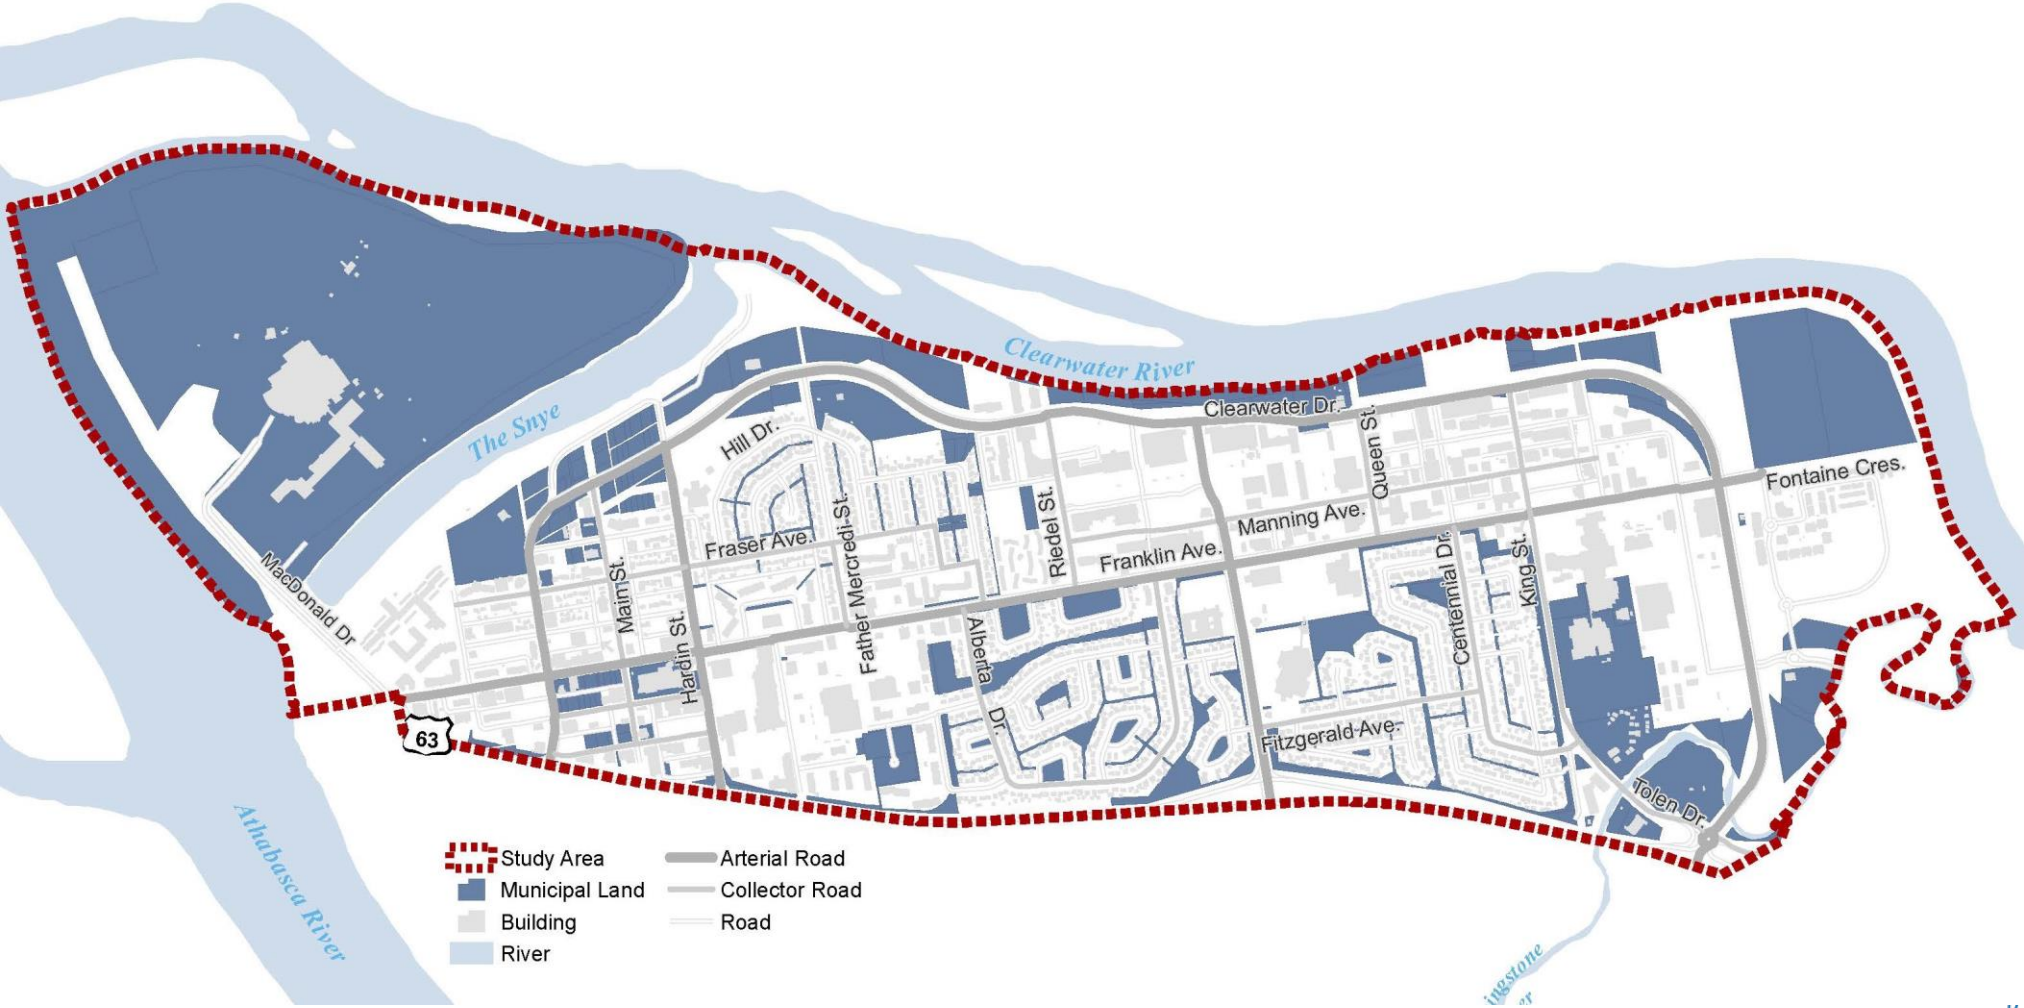 Clearwater River
The Snye
Clearwater Dr.
Hill Dr.
Queen St.
Fontaine Cres.
Riedel St.
Manning Ave.
Father Mercredi St.
Fraser Ave.
Franklin Ave.
MacDonald Dr
Main St.
Hardin St.
Centennial Dr.
King St.
Alberta
Dr.
63
Fitzgerald Ave.
Tolen Dr.
Athabasca River
Study Area
Municipal Land
Building
River
Arterial Road
Collector Road
Road
ingstone
er